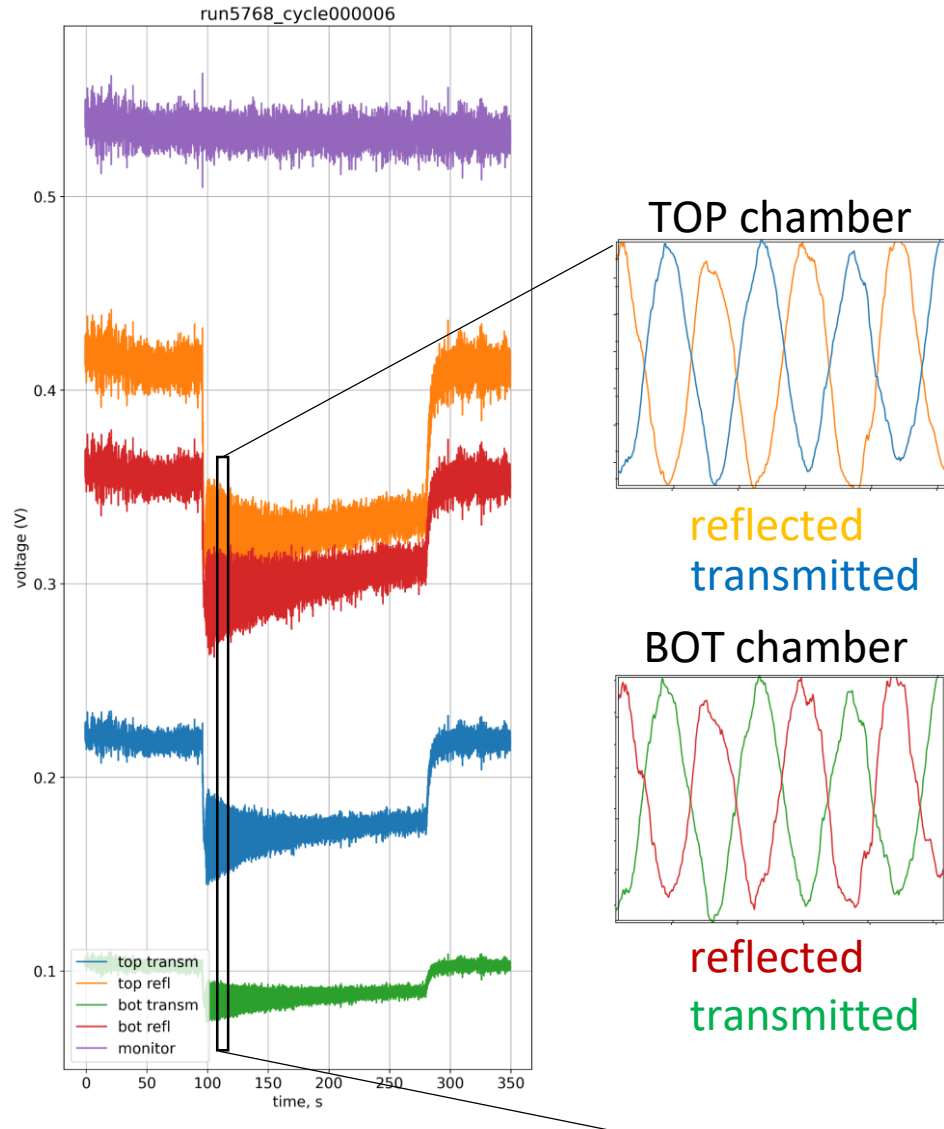 run5768_cycle000006
voltage (V)
0.5
0.4
0.3
0.2
0.1
top transm
top refl
bot transm
bot refl
monitor
0 50 100 150 200 250 300 350
time, s
TOP chamber
reflected
transmitted
BOT chamber
reflected
transmitted